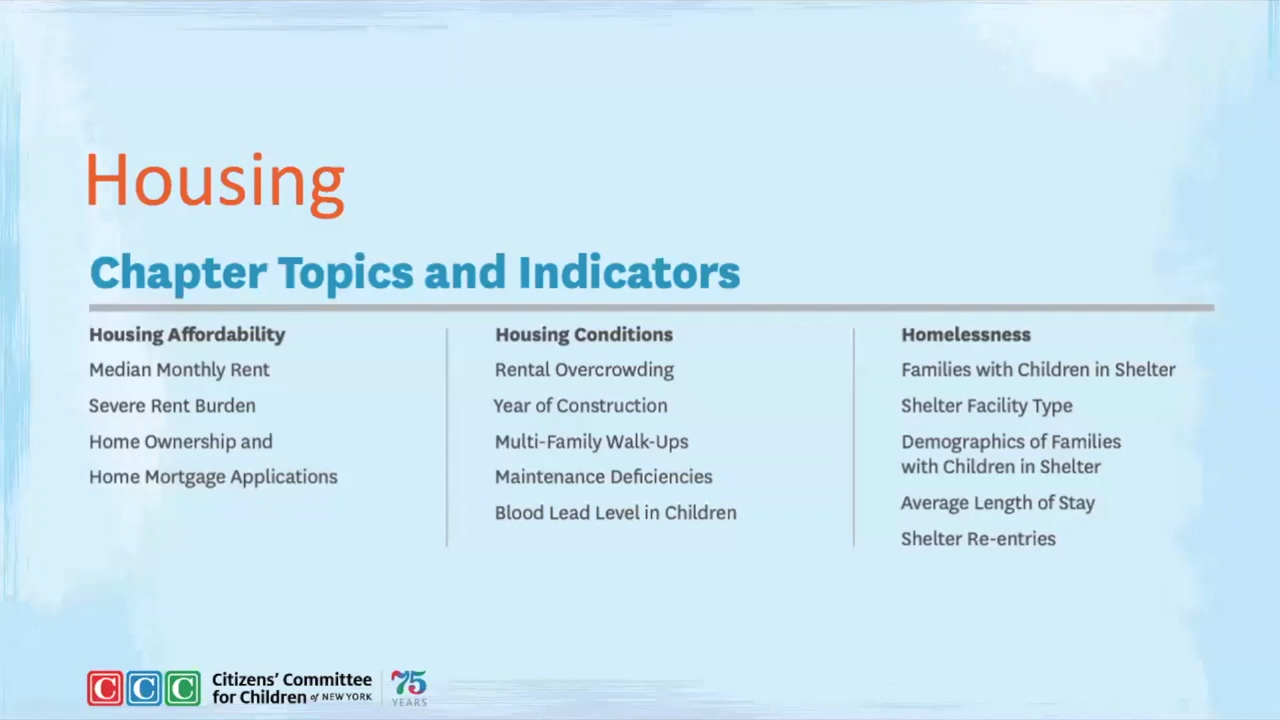 Housing
Chapter Topics and Indicators
Housing Affordability
Median Monthly Rent
Severe Rent Burden
Home Ownership and
Home Mortgage Applications
Housing Conditions
Rental Overcrowding
Year of Construction
Multi-Family Walk-Ups
Maintenance Deficiencies
Blood Lead Level in Children
Homelessness
Families with Children in Shelter
Shelter Facility Type
Demographics of Families
with Children in Shelter
Average Length of Stay
Shelter Re-entries
CCC
Citizens' Committee
for Children of NEW YORK
75
YEARS